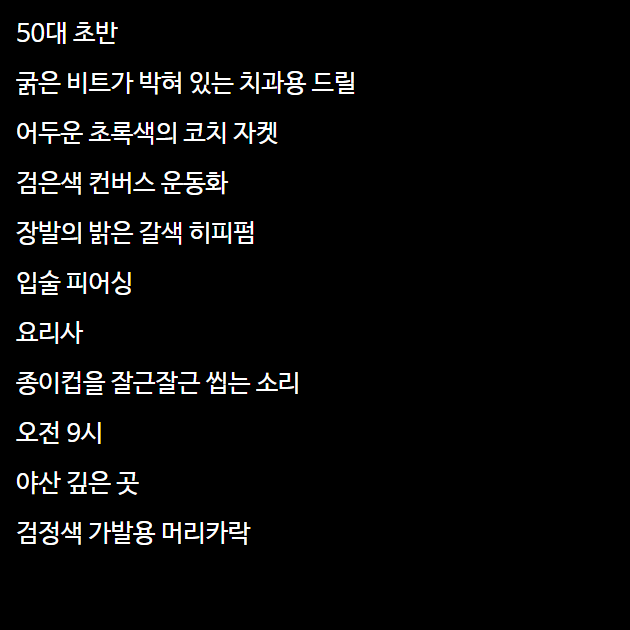 50대 초반
굵은 비트가 박혀 있는 치과용 드릴
어두운 초록색의 코치 자켓
검은색 컨버스 운동화
장발의 밝은 갈색 히피펌
입술 피어싱
요리사
종이컵을 잘근잘근 씹는 소리
오전 9시
야산 깊은 곳
검정색 가발용 머리카락